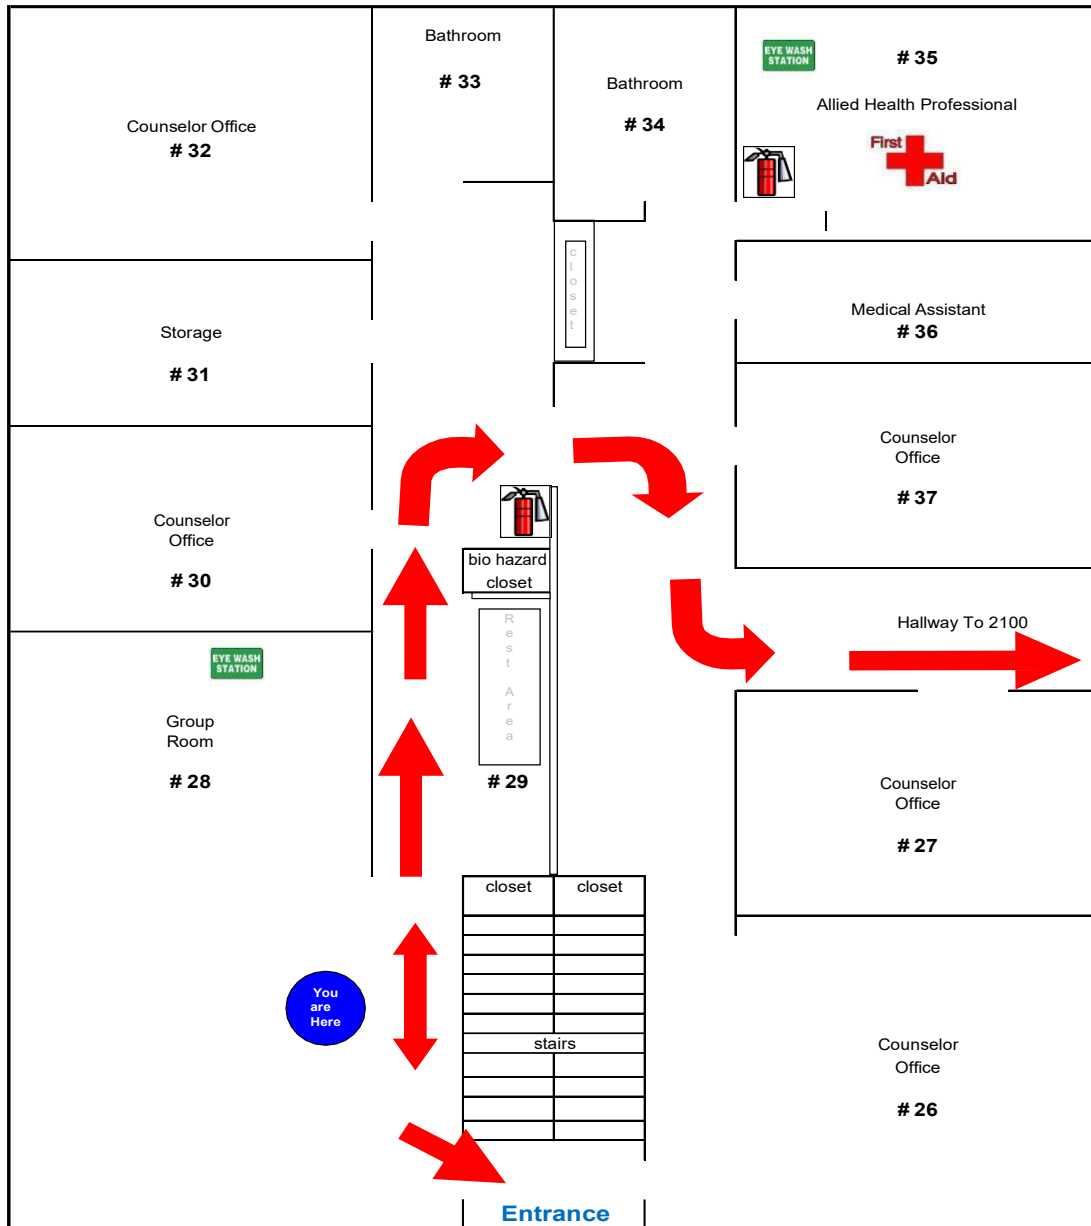 Bathroom
# 33
Bathroom
# 34
EYE WASH
STATION
# 35
Allied Health Professional
First
Aid
Counselor Office
# 32
closet
Storage
# 31
Medical Assistant
# 36
Counselor
Office
# 37
Counselor
Office
# 30
bio hazard
closet
Rest Area
# 29
Hallway To 2100
EYE WASH
STATION
Group
Room
# 28
Counselor
Office
# 27
closet
closet
You
are
Here
stairs
Counselor
Office
# 26
Entrance